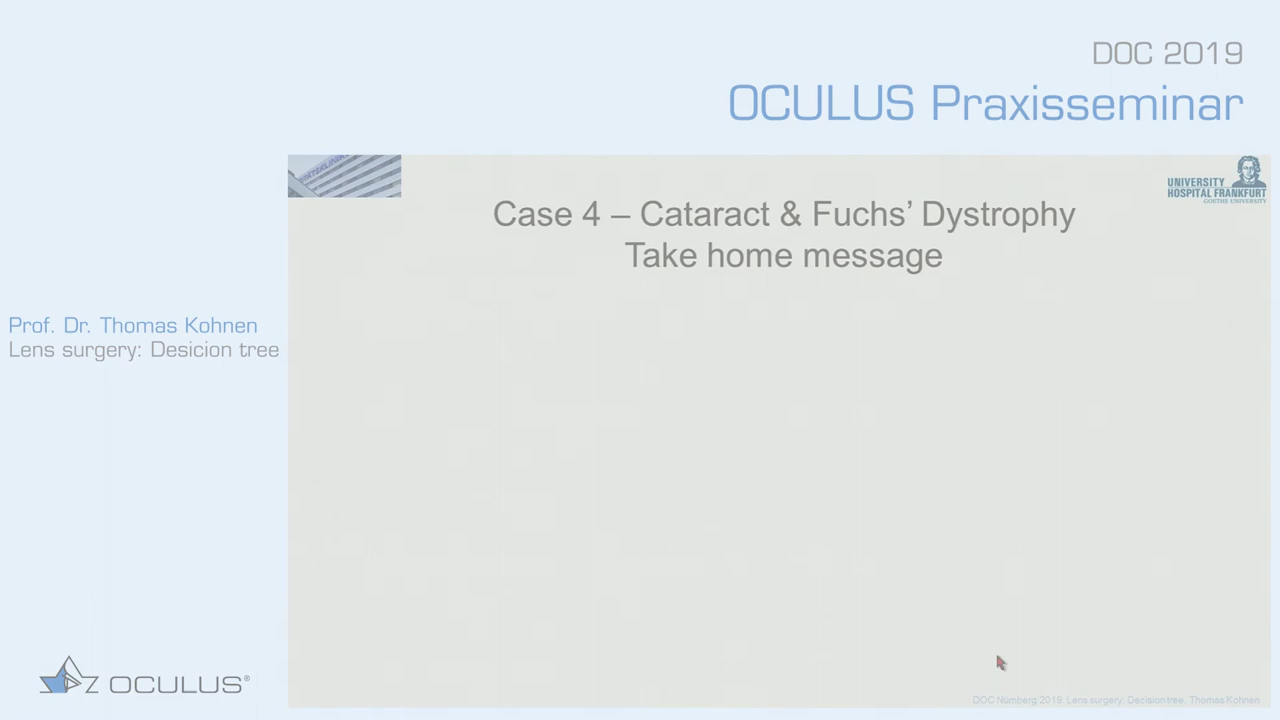 DOC 2019
OCULUS Praxisseminar
UNIVERSITY
HOSPITAL FRANKFURT
GOETHE UNIVERSITY
Case 4 – Cataract & Fuchs’ Dystrophy
Take home message
Prof. Dr. Thomas Kohnen
Lens surgery: Desicion tree
OCULUS®
DOC Nürnberg 2019. Lens surgery: Decision tree. Thomas Kohnen